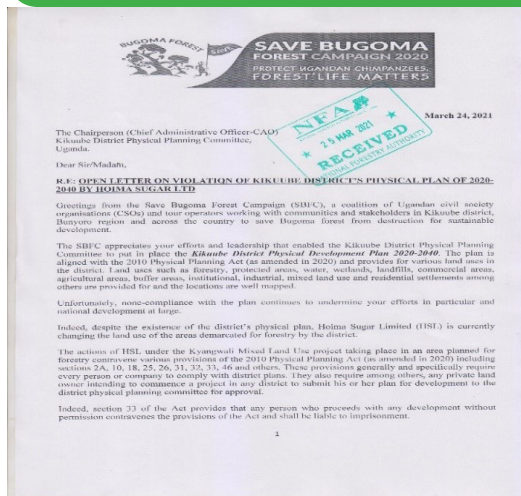 BUGOMA FOREST
SAVE
SAVE BUGOMA
FOREST CAMPAIGN 2020
PROTECT UGANDAN CHIMPANZEES,
FOREST LIFE MATTERS
March 24, 2021
NFA
25 MAR 2021
RECEIVED
NATIONAL FORESTRY AUTHORITY
The Chairperson (Chief Administrative Officer-CAO)
Kikuube District Physical Planning Committee,
Uganda.
Dear Sir/Madam,
R.E: OPEN LETTER ON VIOLATION OF KIKUUBE DISTRICT'S PHYSICAL PLAN OF 2020-
2040 BY HOIMA SUGAR LTD
Greetings from the Save Bugoma Forest Campaign (SBFC), a coalition of Ugandan civil society
organisations (CSOs) and tour operators working with communities and stakeholders in Kikuube district,
Bunyoro region and across the country to save Bugoma forest from destruction for sustainable
development.
The SBFC appreciates your efforts and leadership that enabled the Kikuube District Physical Planning
Committee to put in place the Kikuube District Physical Development Plan 2020-2040. The plan is
aligned with the 2010 Physical Planning Act (as amended in 2020) and provides for various land uses in
the district. Land uses such as forestry, protected areas, water, wetlands, landfills, commercial areas,
agricultural areas, buffer areas, institutional, industrial, mixed land use and residential settlements among
others are provided for and the locations are well mapped.
Unfortunately, none-compliance with the plan continues to undermine your efforts in particular and
national development at large.
Indeed, despite the existence of the district's physical plan, Hoima Sugar Limited (HSL) is currently
changing the land use of the areas demarcated for forestry by the district.
The actions of HSL under the Kyangwali Mixed Land Use project taking place in an area planned for
forestry contravene various provisions of the 2010 Physical Planning Act (as amended in 2020) including
sections 2A, 10, 18, 25, 26, 31, 32, 33, 46 and others. These provisions generally and specifically require
every person or company to comply with district plans. They also require among others, any private land
owner intending to commence a project in any district to submit his or her plan for development to the
district physical planning committee for approval.
Indeed, section 33 of the Act provides that any person who proceeds with any development without
permission contravenes the provisions of the Act and shall be liable to imprisonment.
1